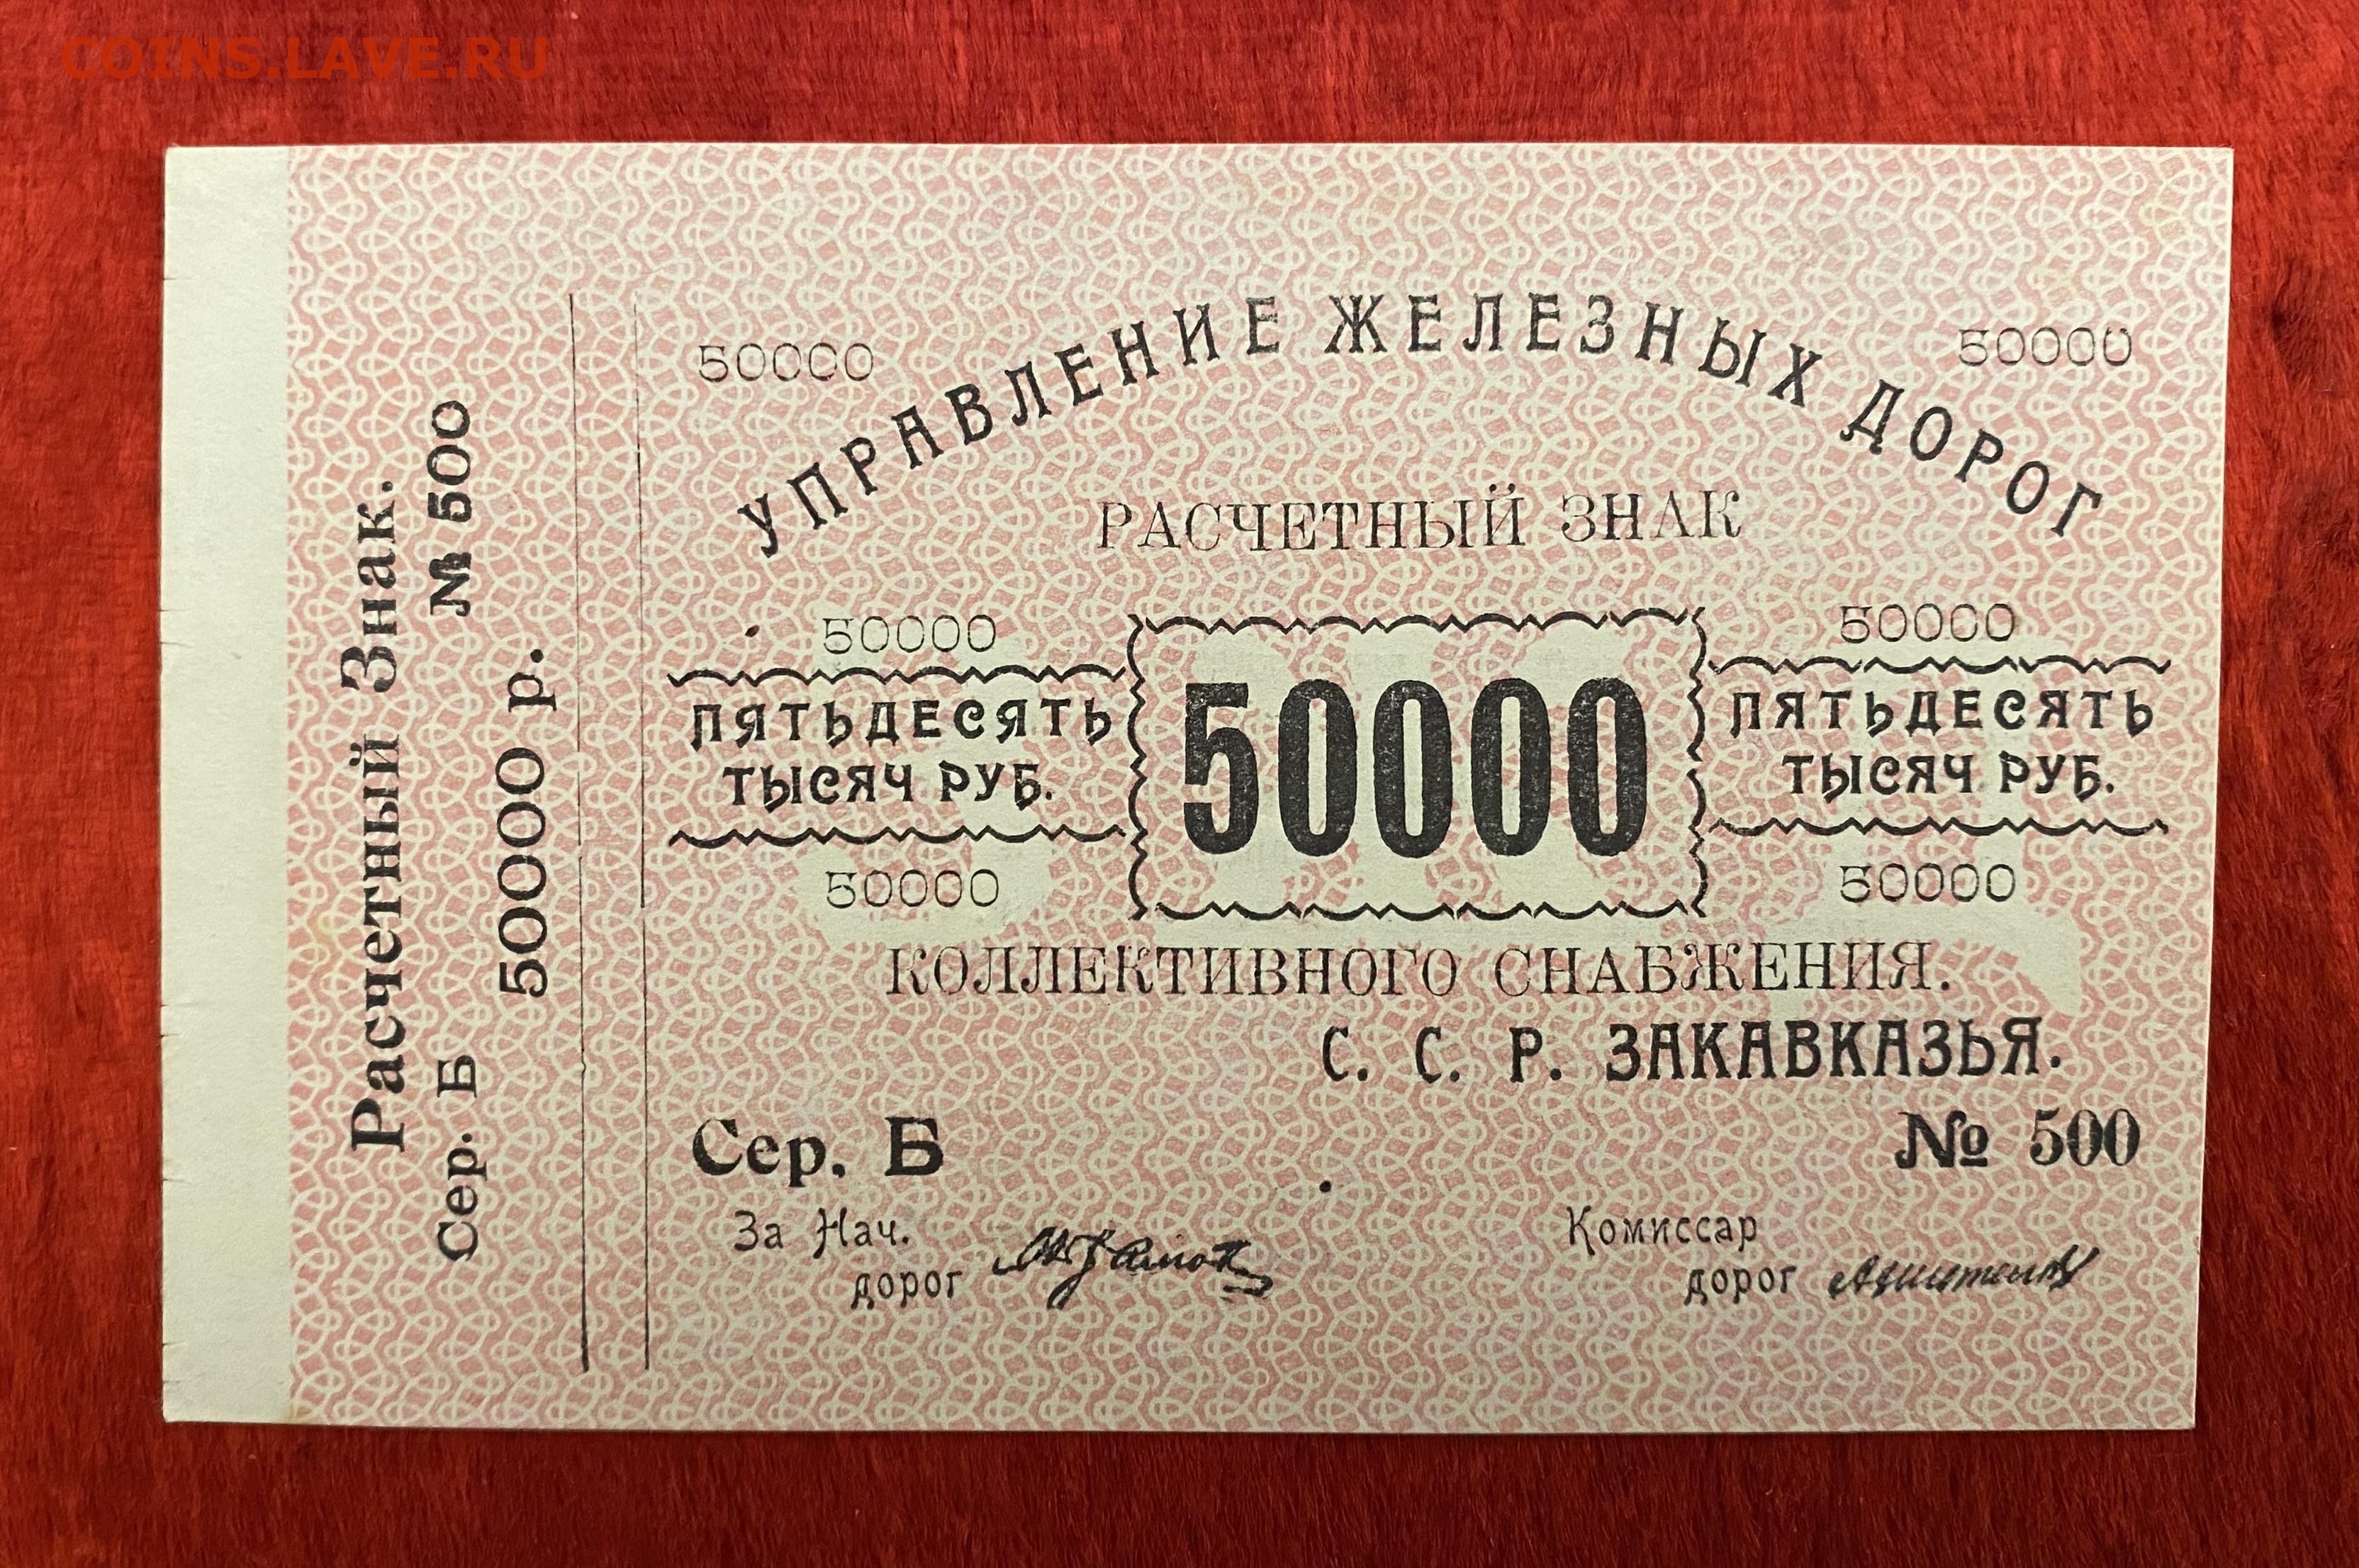 COINS.LAVE.RU
Расчетный Знак.
Сер. Б № 500
50000 р.
50000 50000
УПРАВЛЕНИЕ ЖЕЛЕЗНЫХ ДОРОГ
РАСЧЕТНЫЙ ЗНАК
50000 50000
ПЯТЬДЕСЯТЬ 50000 ПЯТЬДЕСЯТЬ
ТЫСЯЧ РУБ. ТЫСЯЧ РУБ.
50000 50000
КОЛЛЕКТИВНОГО СНАБЖЕНИЯ.
С. С. Р. ЗАКАВКАЗЬЯ.
Сер. Б № 500
За Нач. Комиссар
дорог дорог